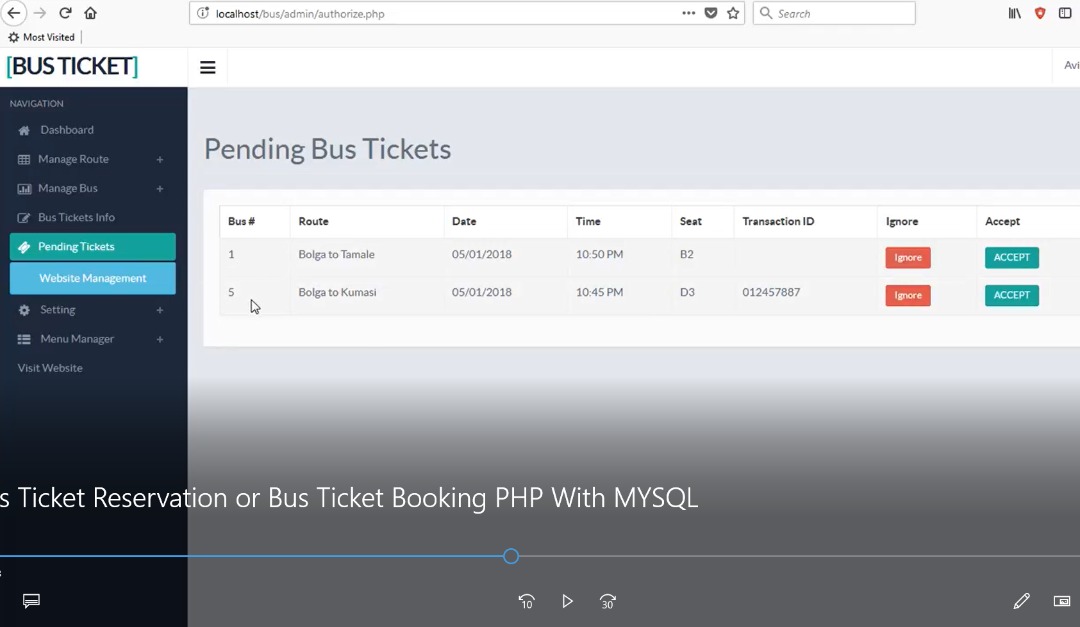 localhost/bus/admin/authorize.php
Search
Most Visited
[BUS TICKET]
Avi
NAVIGATION
Dashboard
Manage Route +
Manage Bus +
Bus Tickets Info
Pending Tickets
Website Management
Setting +
Menu Manager +
Visit Website
Pending Bus Tickets
Bus # Route Date Time Seat Transaction ID Ignore Accept
1 Bolga to Tamale 05/01/2018 10:50 PM B2 Ignore ACCEPT
5 Bolga to Kumasi 05/01/2018 10:45 PM D3 012457887 Ignore ACCEPT
s Ticket Reservation or Bus Ticket Booking PHP With MYSQL
10 30